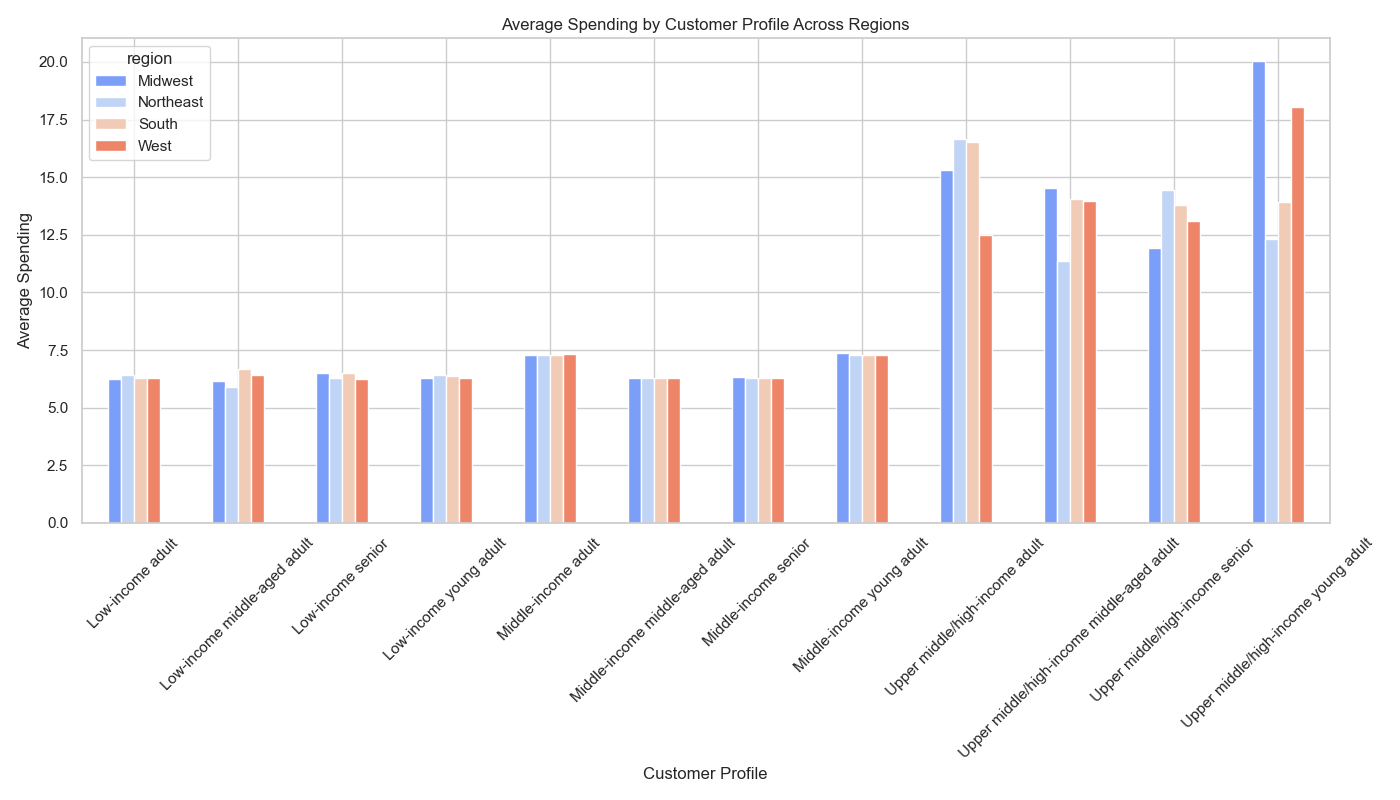 Average Spending by Customer Profile Across Regions
region
Midwest
Northeast
South
West
Average Spending
20.0
17.5
15.0
12.5
10.0
7.5
5.0
2.5
0.0
Low-income adult
Low-income middle-aged adult
Low-income senior
Low-income young adult
Middle-income adult
Middle-income middle-aged adult
Middle-income senior
Middle-income young adult
Upper middle/high-income adult
Upper middle/high-income middle-aged adult
Upper middle/high-income senior
Upper middle/high-income young adult
Customer Profile